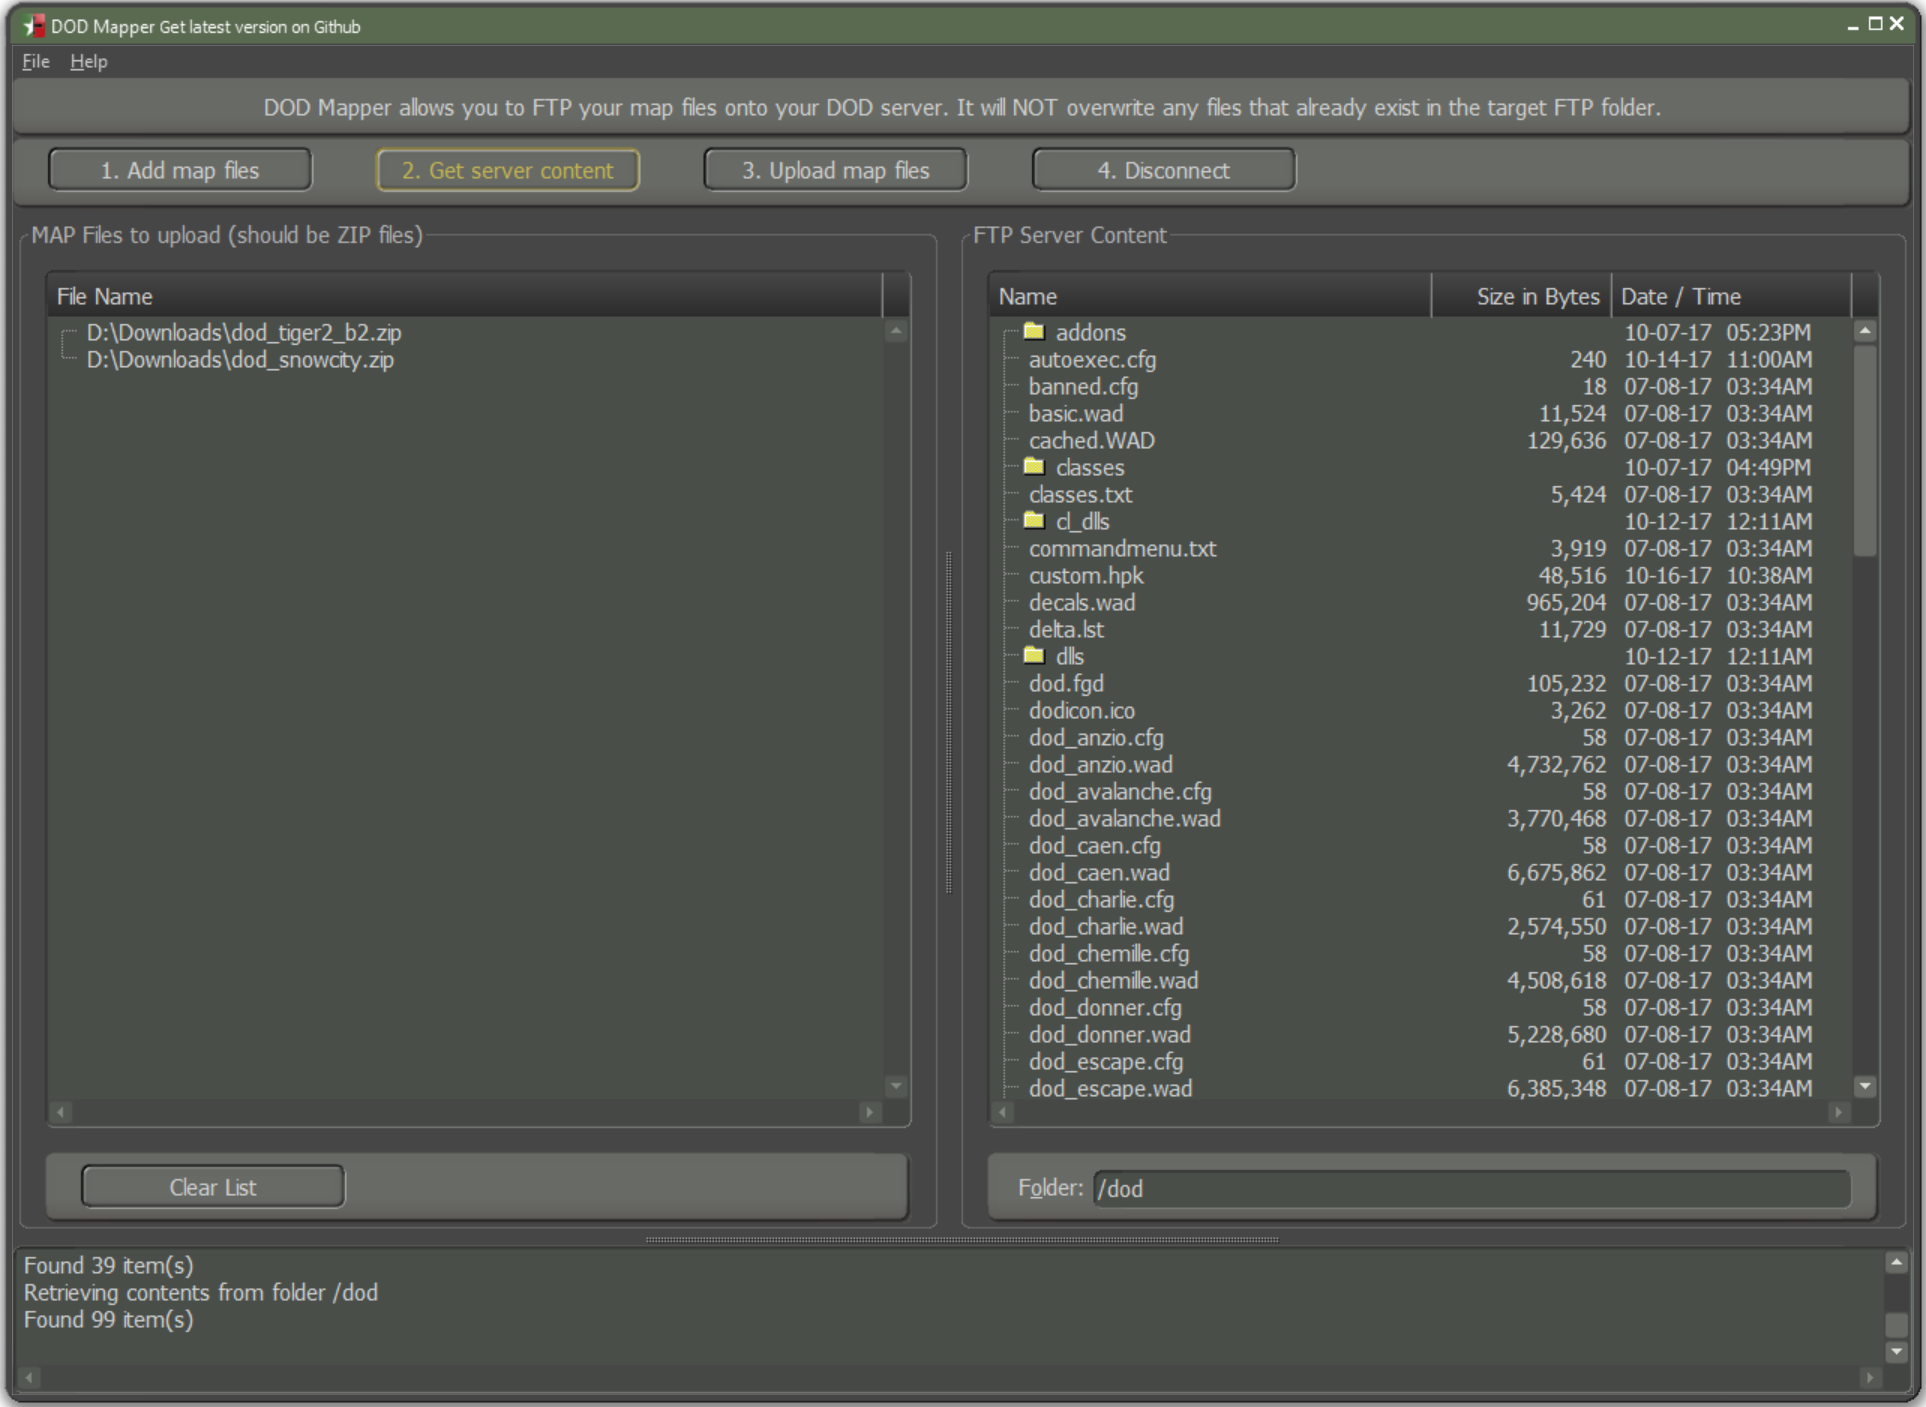 DOD Mapper Get latest version on Github
File Help
DOD Mapper allows you to FTP your map files onto your DOD server. It will NOT overwrite any files that already exist in the target FTP folder.
1. Add map files 2. Get server content 3. Upload map files 4. Disconnect
MAP Files to upload (should be ZIP files)
File Name
D:\Downloads\dod_tiger2_b2.zip
D:\Downloads\dod_snowcity.zip
Clear List
FTP Server Content
Name Size in Bytes Date / Time
addons 10-07-17 05:23PM
autoexec.cfg 240 10-14-17 11:00AM
banned.cfg 18 07-08-17 03:34AM
basic.wad 11,524 07-08-17 03:34AM
cached.WAD 129,636 07-08-17 03:34AM
classes 10-07-17 04:49PM
classes.txt 5,424 07-08-17 03:34AM
cl_dlls 10-12-17 12:11AM
commandmenu.txt 3,919 07-08-17 03:34AM
custom.hpk 48,516 10-16-17 10:38AM
decals.wad 965,204 07-08-17 03:34AM
delta.lst 11,729 07-08-17 03:34AM
dlls 10-12-17 12:11AM
dod.fgd 105,232 07-08-17 03:34AM
dodicon.ico 3,262 07-08-17 03:34AM
dod_anzio.cfg 58 07-08-17 03:34AM
dod_anzio.wad 4,732,762 07-08-17 03:34AM
dod_avalanche.cfg 58 07-08-17 03:34AM
dod_avalanche.wad 3,770,468 07-08-17 03:34AM
dod_caen.cfg 58 07-08-17 03:34AM
dod_caen.wad 6,675,862 07-08-17 03:34AM
dod_charlie.cfg 61 07-08-17 03:34AM
dod_charlie.wad 2,574,550 07-08-17 03:34AM
dod_chemille.cfg 58 07-08-17 03:34AM
dod_chemille.wad 4,508,618 07-08-17 03:34AM
dod_donner.cfg 58 07-08-17 03:34AM
dod_donner.wad 5,228,680 07-08-17 03:34AM
dod_escape.cfg 61 07-08-17 03:34AM
dod_escape.wad 6,385,348 07-08-17 03:34AM
Folder: /dod
Found 39 item(s)
Retrieving contents from folder /dod
Found 99 item(s)